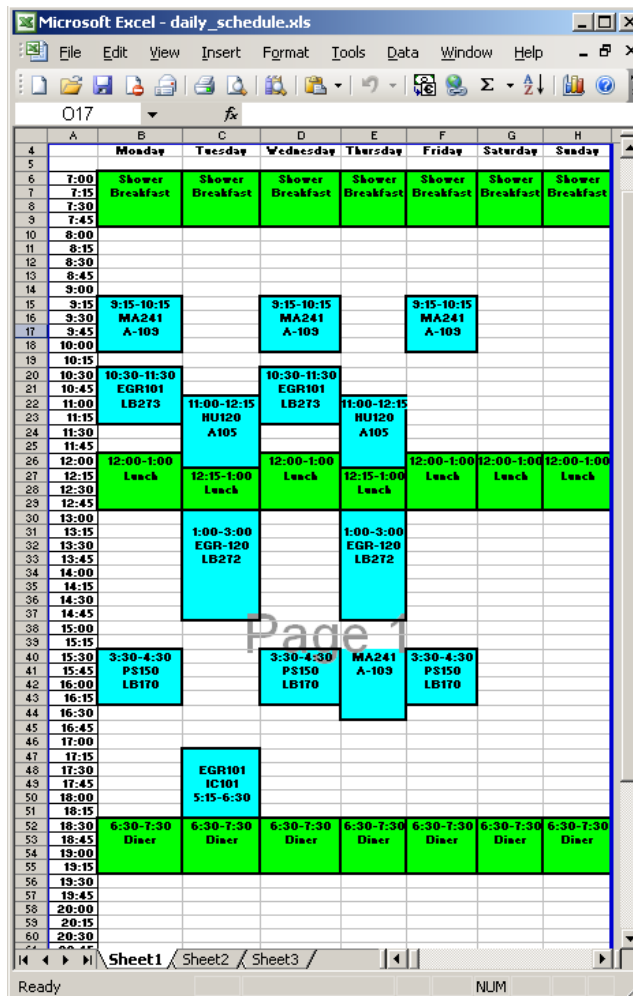 Microsoft Excel - daily_schedule.xls
File Edit View Insert Format Tools Data Window Help
O17 fx
A B C D E F G H
4 Monday Tuesday Wednesday Thursday Friday Saturday Sunday
5
6 7:00 Shower Shower Shower Shower Shower Shower Shower
7 7:15 Breakfast Breakfast Breakfast Breakfast Breakfast Breakfast Breakfast
8 7:30
9 7:45
10 8:00
11 8:15
12 8:30
13 8:45
14 9:00
15 9:15 9:15-10:15 9:15-10:15 9:15-10:15
16 9:30 MA241 MA241 MA241
17 9:45 A-109 A-109 A-109
18 10:00
19 10:15
20 10:30 10:30-11:30 10:30-11:30
21 10:45 EGR101 EGR101
22 11:00 LB273 11:00-12:15 LB273 11:00-12:15
23 11:15 HU120 HU120
24 11:30 A105 A105
25 11:45
26 12:00 12:00-1:00 12:00-1:00 12:00-1:00 12:00-1:00 12:00-1:00
27 12:15 Lunch 12:15-1:00 Lunch 12:15-1:00 Lunch Lunch Lunch
28 12:30 Lunch Lunch
29 12:45
30 13:00
31 13:15 1:00-3:00 1:00-3:00
32 13:30 EGR-120 EGR-120
33 13:45 LB272 LB272
34 14:00
35 14:15
36 14:30
37 14:45
38 15:00 Page 1
39 15:15
40 15:30 3:30-4:30 3:30-4:30 MA241 3:30-4:30
41 15:45 PS150 PS150 A-109 PS150
42 16:00 LB170 LB170 LB170
43 16:15
44 16:30
45 16:45
46 17:00
47 17:15
48 17:30 EGR101
49 17:45 IC101
50 18:00 5:15-6:30
51 18:15
52 18:30 6:30-7:30 6:30-7:30 6:30-7:30 6:30-7:30 6:30-7:30 6:30-7:30 6:30-7:30
53 18:45 Diner Diner Diner Diner Diner Diner Diner
54 19:00
55 19:15
56 19:30
57 19:45
58 20:00
59 20:15
60 20:30
Sheet1 Sheet2 Sheet3
Ready NUM